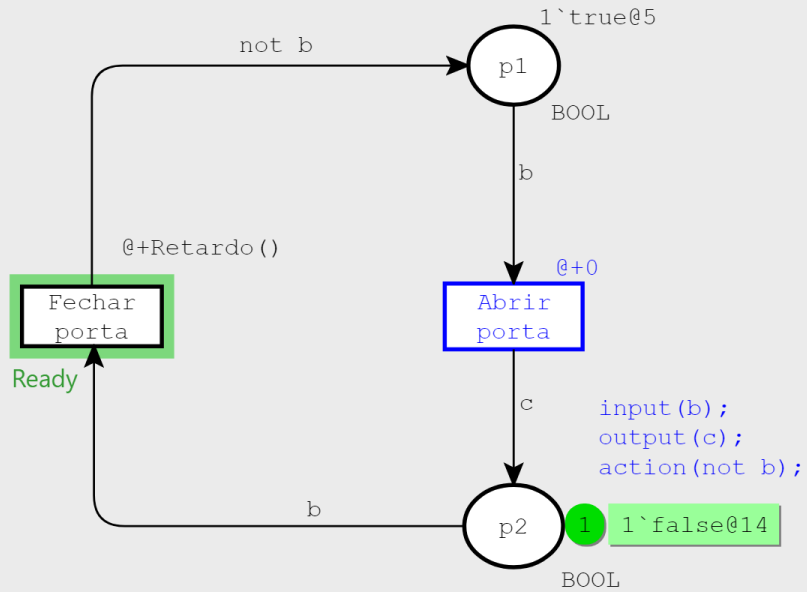 1`true@5
not b
p1
BOOL
b
@+Retardo()
@+0
Fechar
porta
Abrir
porta
Ready
c
input(b);
output(c);
action(not b);
b
p2
1
1`false@14
BOOL